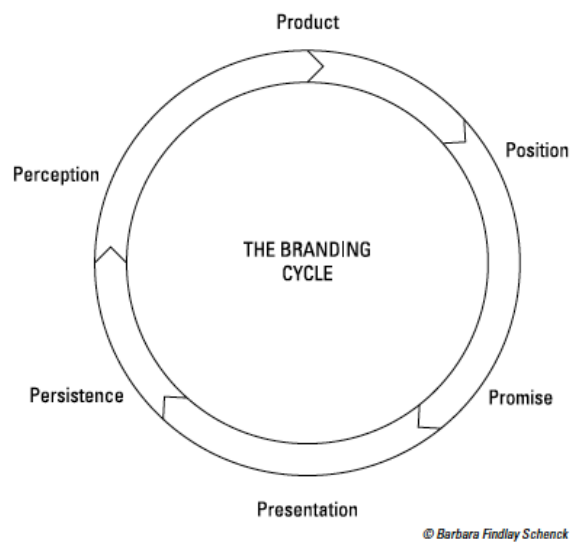 Product
Position
Perception
THE BRANDING
CYCLE
Persistence
Promise
Presentation
© Barbara Findlay Schenck